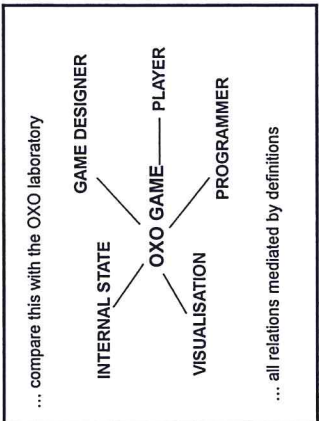 ... compare this with the OXO laboratory
GAME DESIGNER
INTERNAL STATE
OXO GAME
PLAYER
VISUALISATION
PROGRAMMER
... all relations mediated by definitions